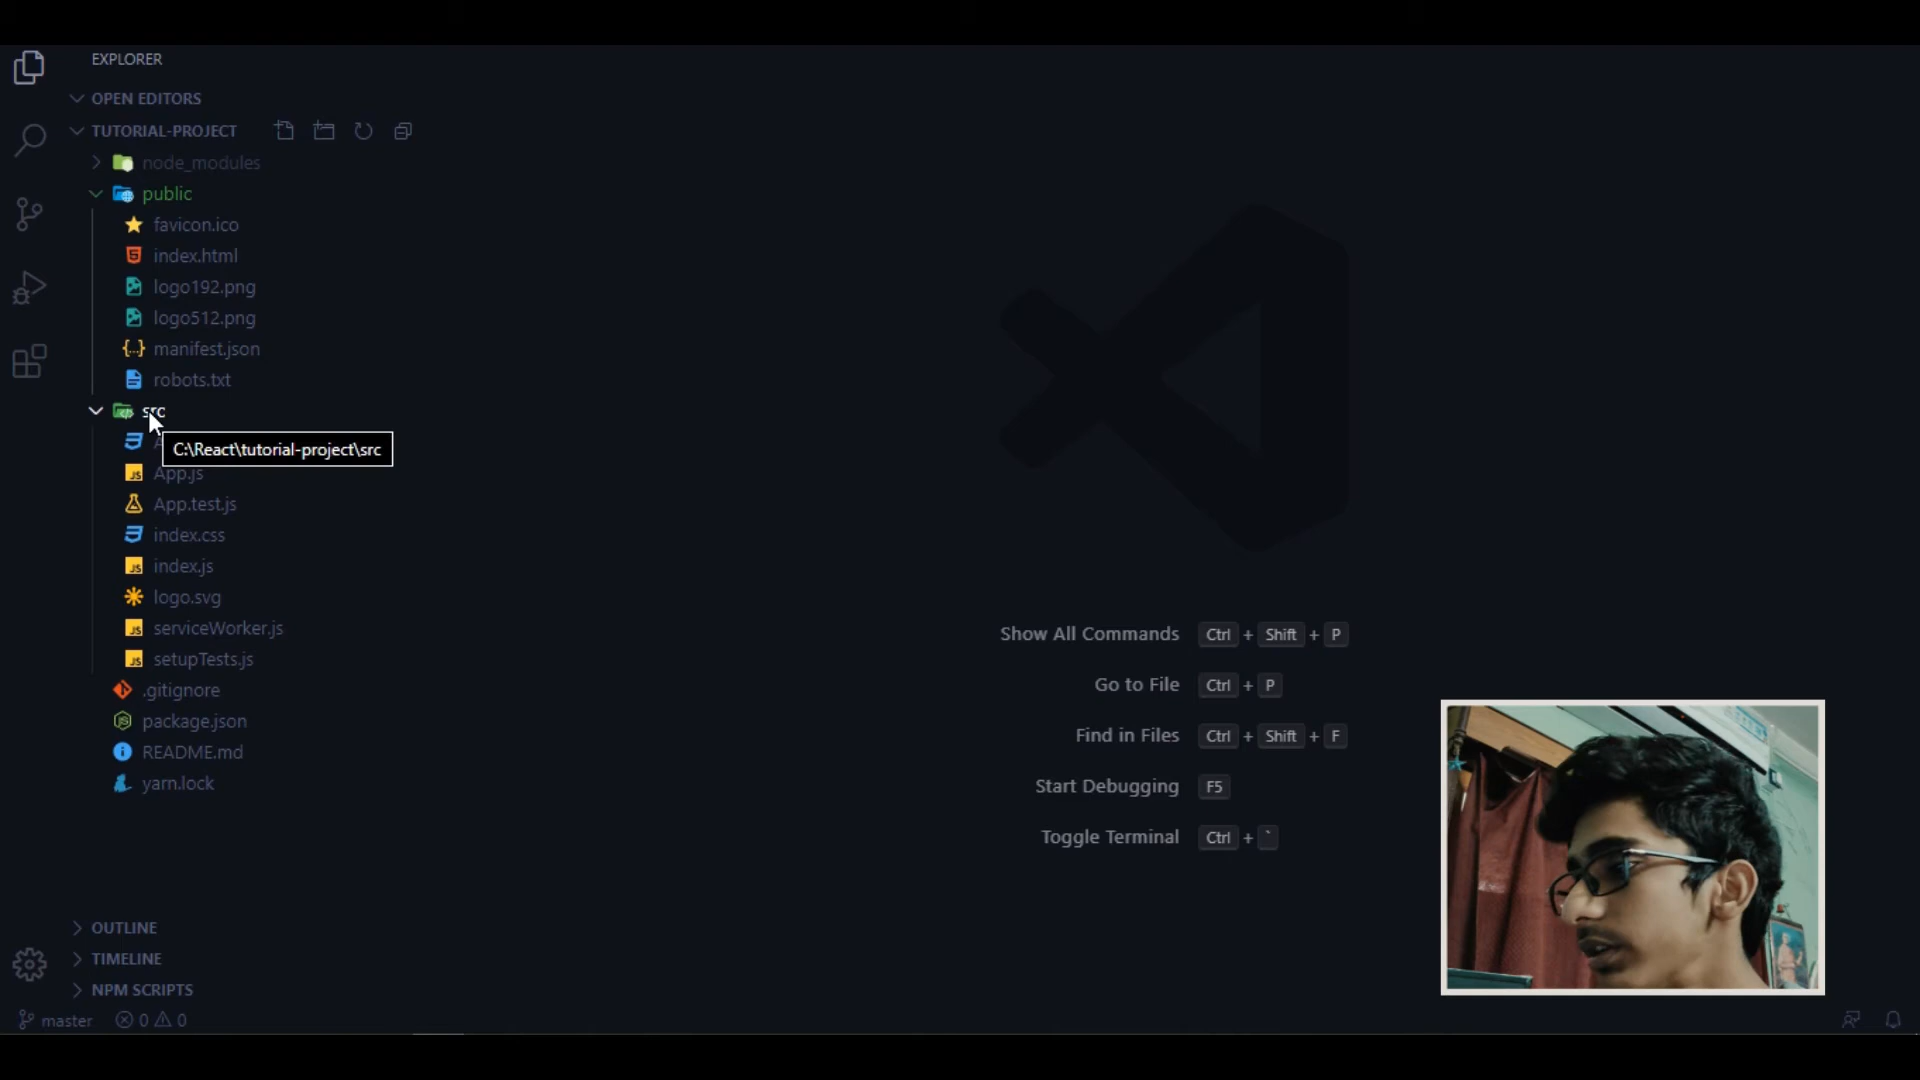 EXPLORER
OPEN EDITORS
TUTORIAL-PROJECT
node_modules
public
favicon.ico
index.html
logo192.png
logo512.png
manifest.json
robots.txt
src
C:\React\tutorial-project\src
App.js
App.test.js
index.css
index.js
logo.svg
serviceWorker.js
setupTests.js
.gitignore
package.json
README.md
yarn.lock
Show All Commands Ctrl + Shift + P
Go to File Ctrl + P
Find in Files Ctrl + Shift + F
Start Debugging F5
Toggle Terminal Ctrl + `
OUTLINE
TIMELINE
NPM SCRIPTS
master 0 0